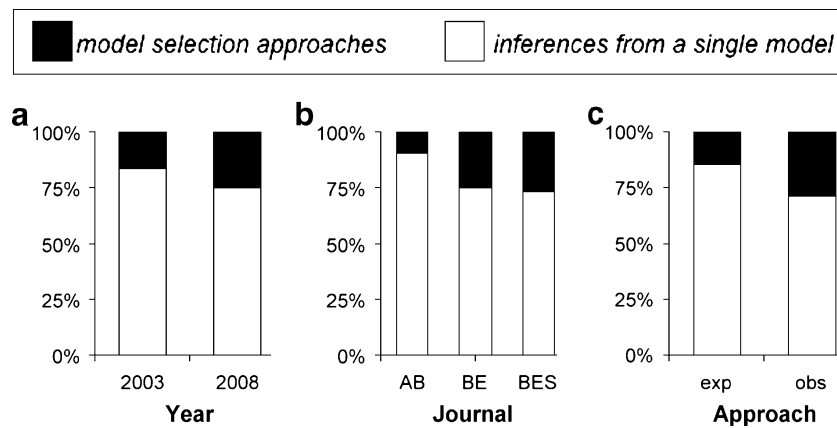 model selection approaches
inferences from a single model
a
100%
75%
50%
25%
0%
2003 2008
Year
b
100%
75%
50%
25%
0%
AB BE BES
Journal
c
100%
75%
50%
25%
0%
exp obs
Approach